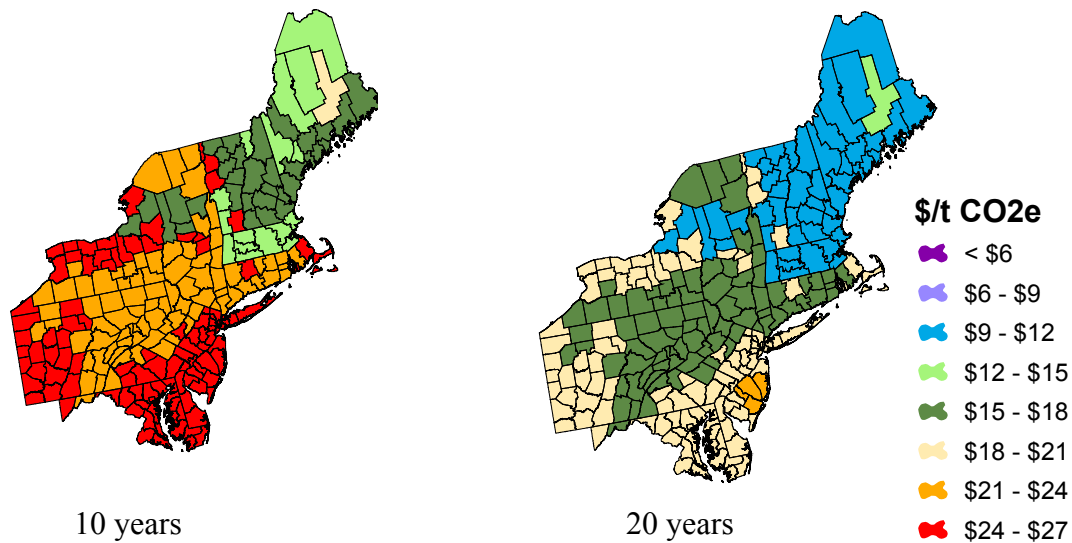 $/t CO2e
< $6
$6 - $9
$9 - $12
$12 - $15
$15 - $18
$18 - $21
$21 - $24
$24 - $27
10 years
20 years